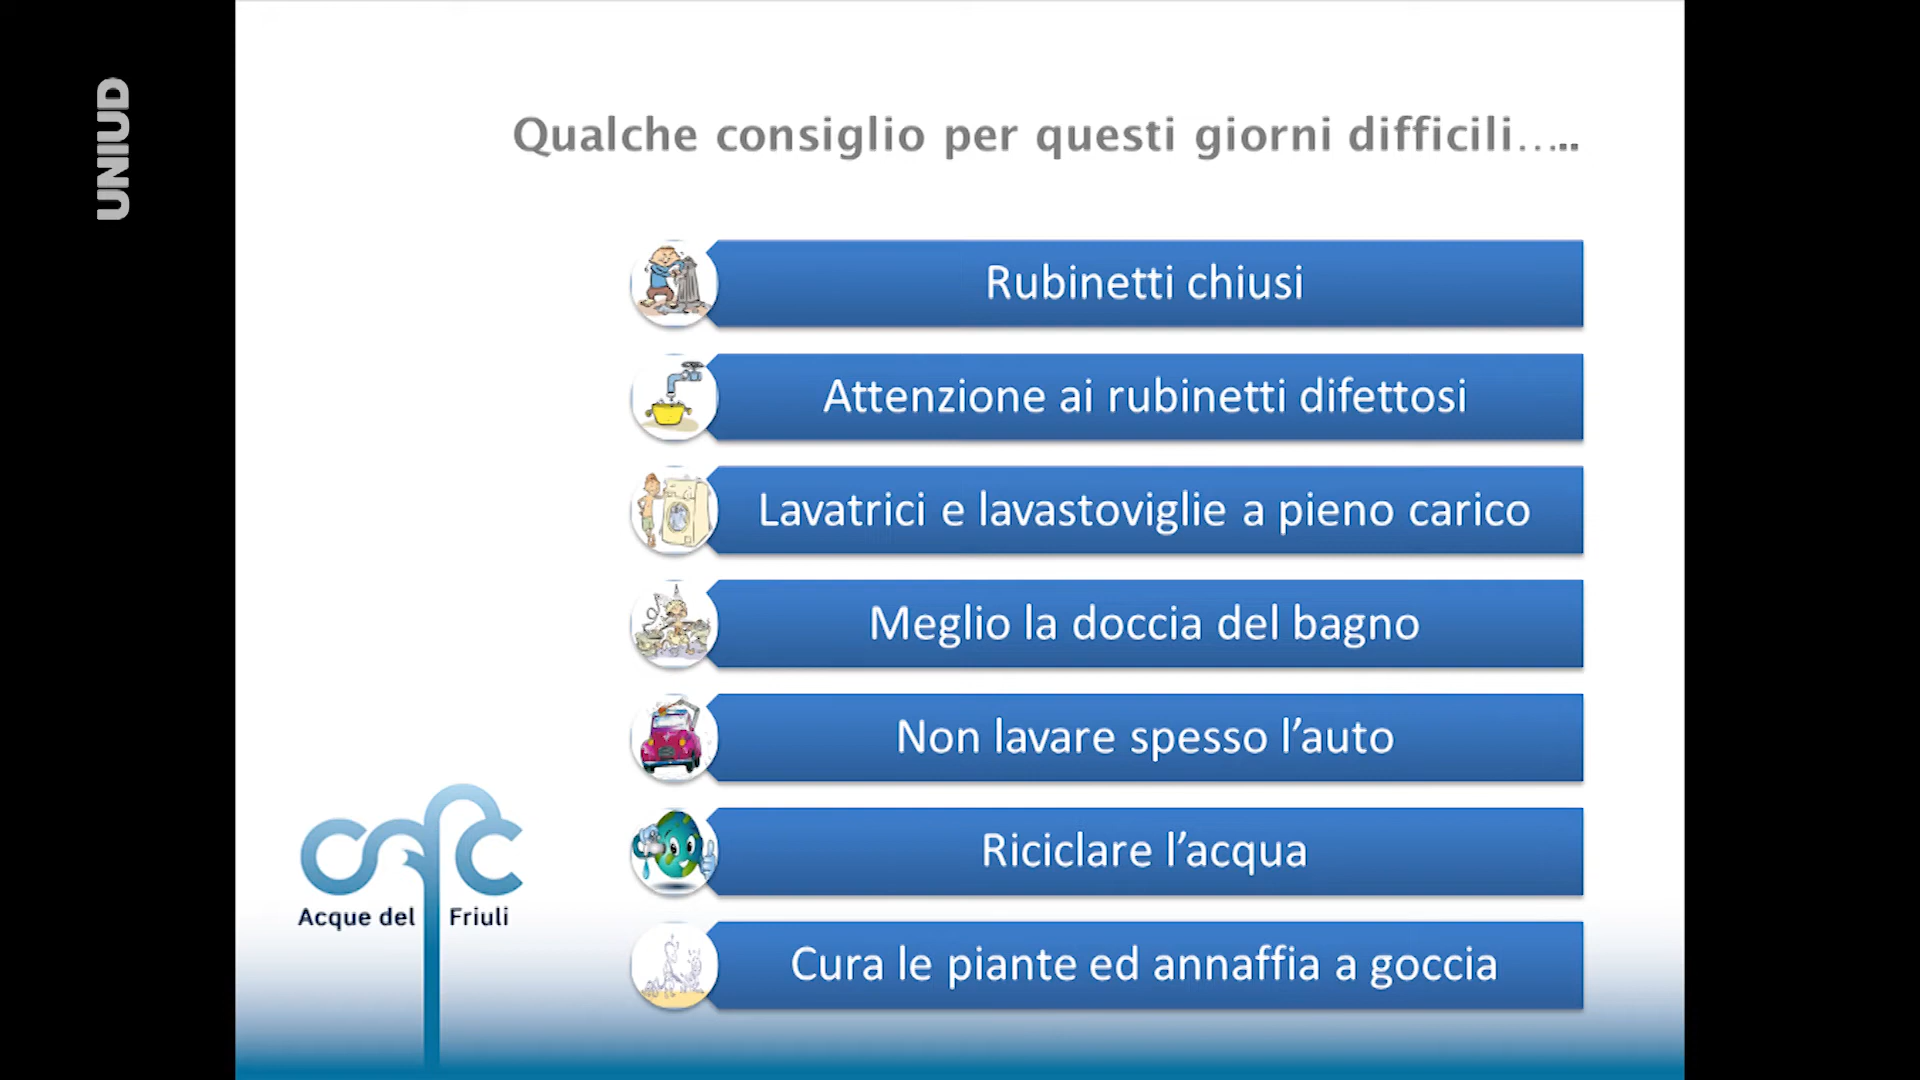 UNIUD
Qualche consiglio per questi giorni difficili…..
Rubinetti chiusi
Attenzione ai rubinetti difettosi
Lavatrici e lavastoviglie a pieno carico
Meglio la doccia del bagno
Non lavare spesso l’auto
Riciclare l’acqua
Cura le piante ed annaffia a goccia
Acque del Friuli